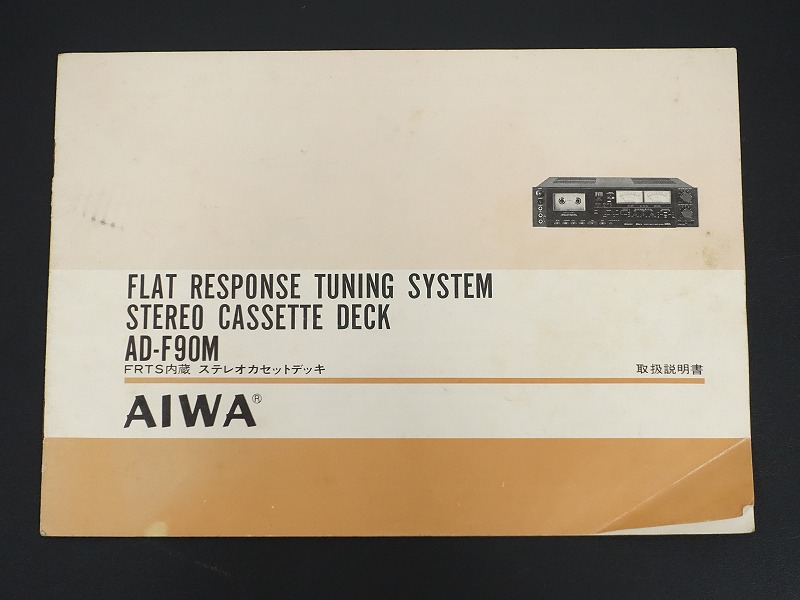 FLAT RESPONSE TUNING SYSTEM
STEREO CASSETTE DECK
AD-F90M
FRTS内蔵 ステレオカセットデッキ 取扱説明書
AIWA®